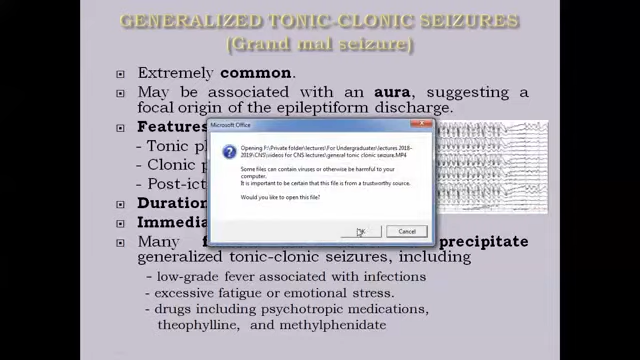 GENERALIZED TONIC-CLONIC SEIZURES
(Grand mal seizure)
Extremely common.
May be associated with an aura, suggesting a
focal origin of the epileptiform discharge.
Features
- Tonic
- Clonic
- Post-ict
Duration
Immedia
Many precipitate
generalized tonic-clonic seizures, including
- low-grade fever associated with infections
- excessive fatigue or emotional stress.
- drugs including psychotropic medications,
theophylline, and methylphenidate
Microsoft Office
Opening F:\Private folder\lectures\For Undergraduates\lectures 2018-
2019\CNS\videos for CNS lectures\general tonic clonic seizure.MP4
Some files can contain viruses or otherwise be harmful to your
computer.
It is important to be certain that this file is from a trustworthy source.
Would you like to open this file?
Cancel